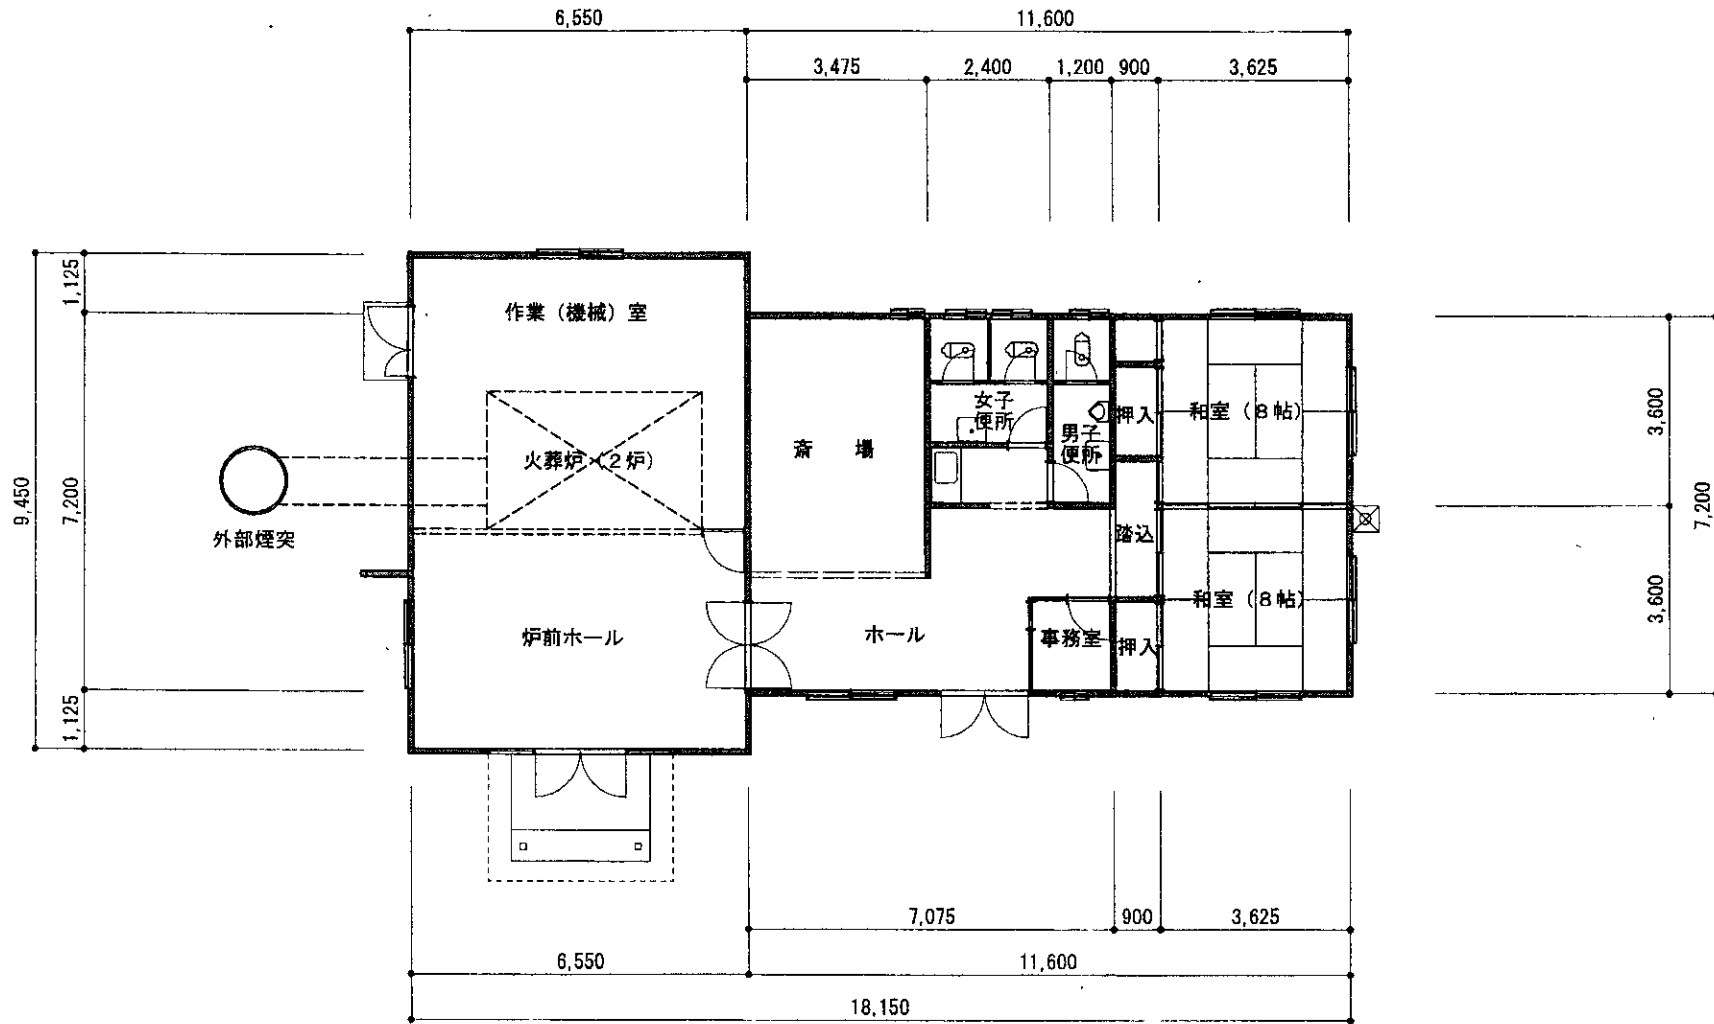 6,550
11,600
3,475
2,400
1,200
900
3,625
9,450
1,125
7,200
1,125
作業（機械）室
火葬炉（2炉）
外部煙突
炉前ホール
斎　場
女子
便所
男子
便所
押入
和室（8帖）
踏込
和室（8帖）
ホール
事務室
押入
3,600
3,600
7,200
7,075
900
3,625
6,550
11,600
18,150